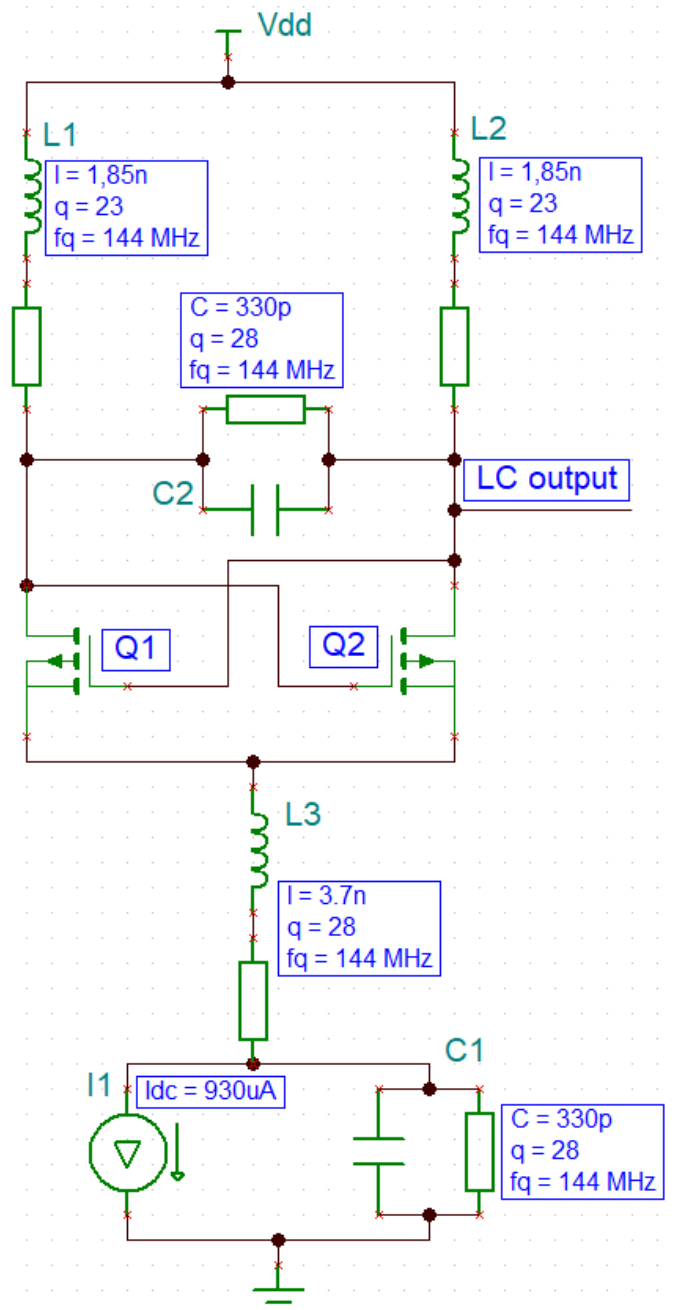 Vdd
L1
l = 1,85n
q = 23
fq = 144 MHz
L2
l = 1,85n
q = 23
fq = 144 MHz
C = 330p
q = 28
fq = 144 MHz
C2
LC output
Q1
Q2
L3
l = 3.7n
q = 28
fq = 144 MHz
I1
Idc = 930uA
C1
C = 330p
q = 28
fq = 144 MHz